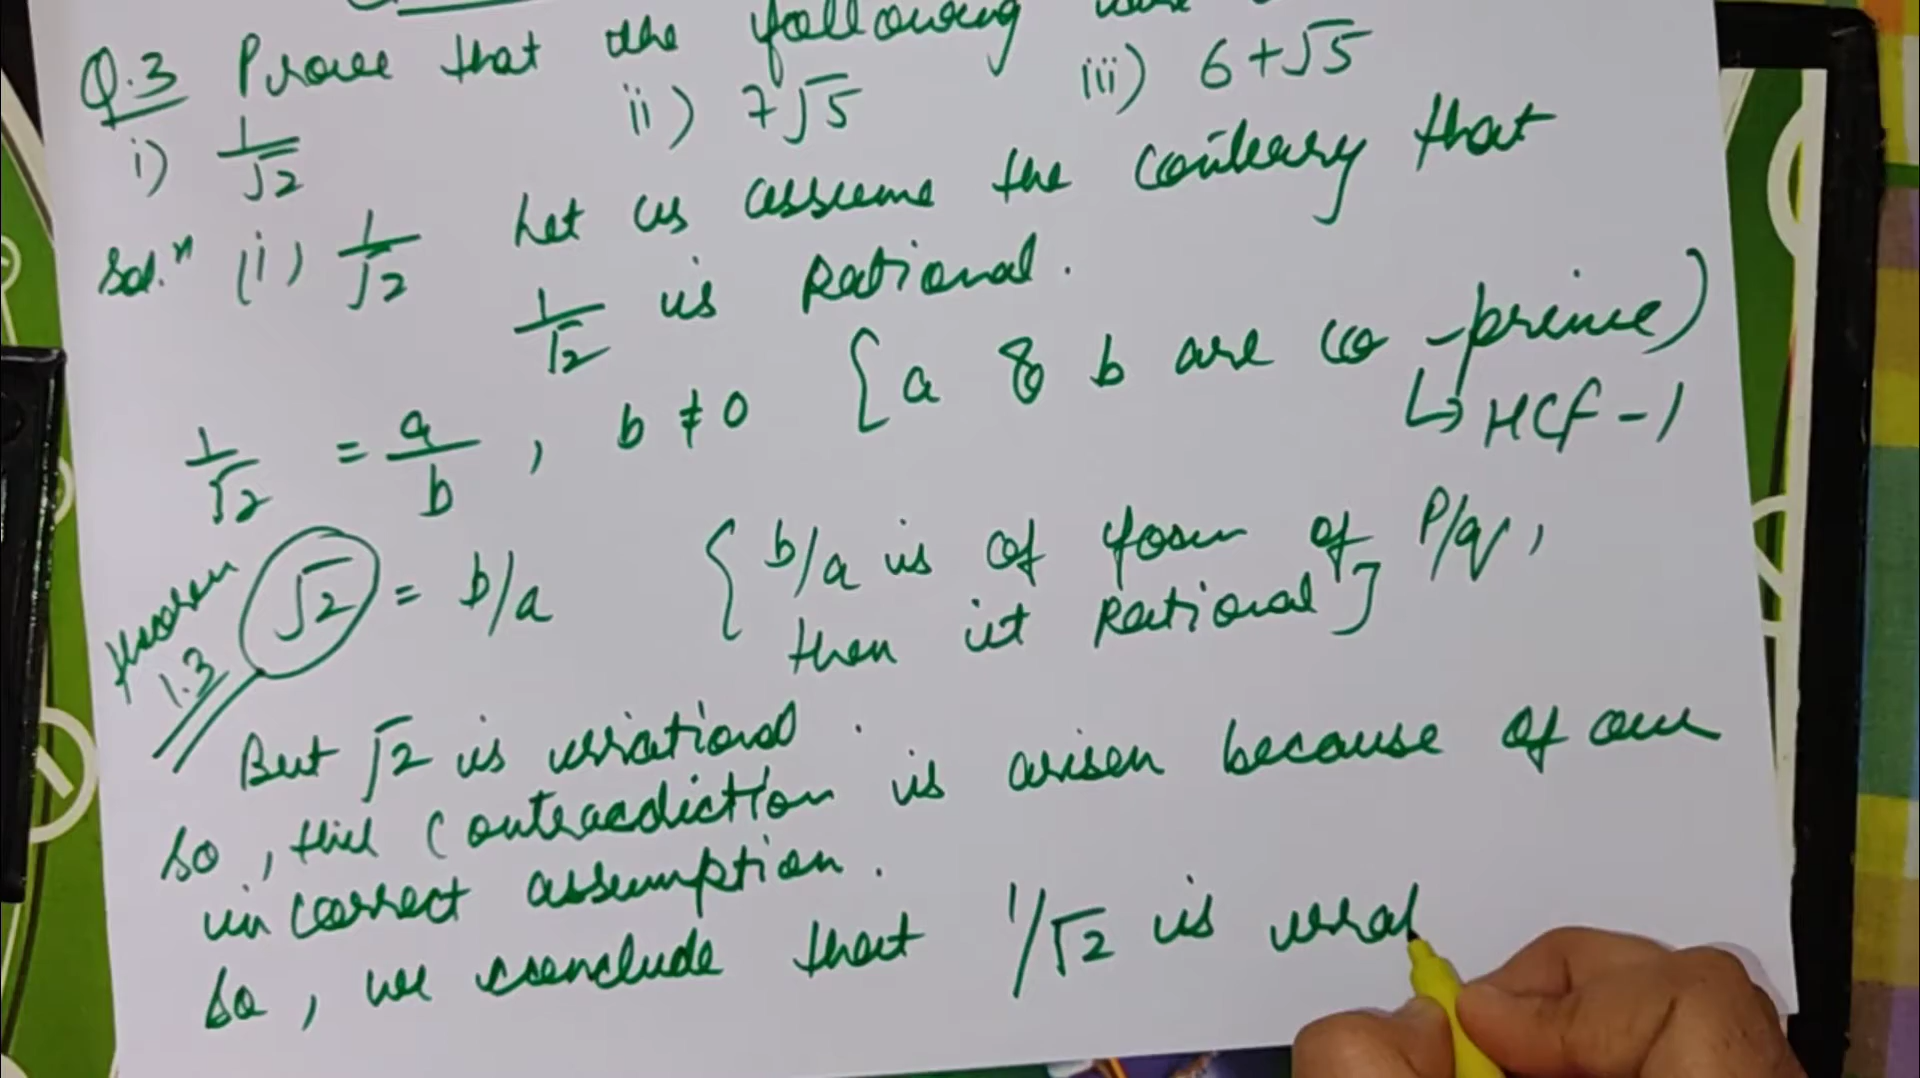 Q.3 Prove that the following
i) 1/√2 ii) 7√5 iii) 6+√5
Sol.ⁿ (i) 1/√2 Let us assume the contrary that
1/√2 is Rational.
1/√2 = a/b, b ≠ 0 {a & b are co-prime)
↳ HCF-1
theorem 1.3 √2 = b/a {b/a is of form of P/q,
then it Rational]
But √2 is irrational.
So, this contradiction is arisen because of our
incorrect assumption.
So, we conclude that 1/√2 is irrat